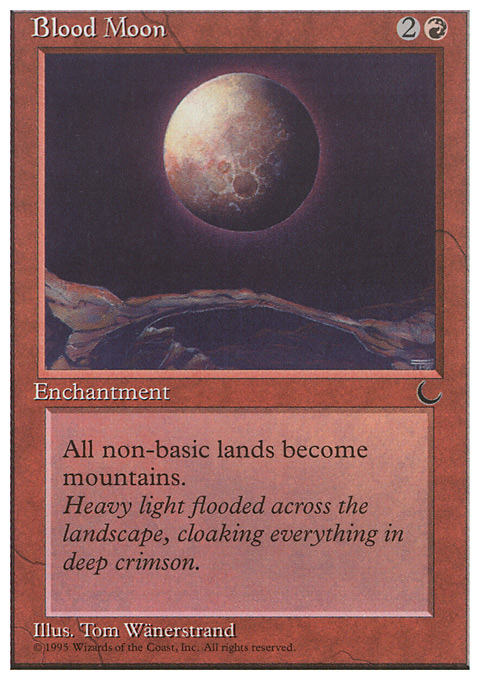 Blood Moon 2
Enchantment
All non-basic lands become
mountains.
Heavy light flooded across the
landscape, cloaking everything in
deep crimson.
Illus. Tom Wänerstrand
©1995 Wizards of the Coast, Inc. All rights reserved.